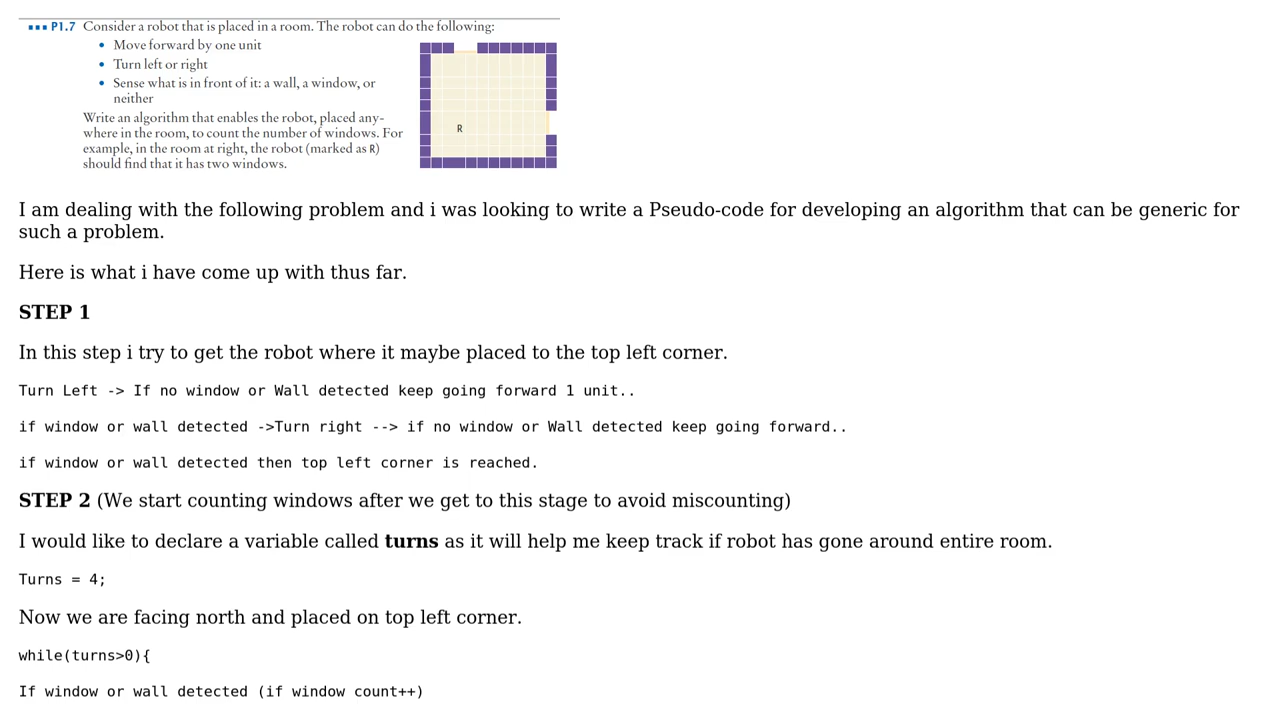 P1.7 Consider a robot that is placed in a room. The robot can do the following:
• Move forward by one unit
• Turn left or right
• Sense what is in front of it: a wall, a window, or
neither
Write an algorithm that enables the robot, placed any-
where in the room, to count the number of windows. For
example, in the room at right, the robot (marked as R)
should find that it has two windows.
R
I am dealing with the following problem and i was looking to write a Pseudo-code for developing an algorithm that can be generic for
such a problem.
Here is what i have come up with thus far.
STEP 1
In this step i try to get the robot where it maybe placed to the top left corner.
Turn Left -> If no window or Wall detected keep going forward 1 unit..
if window or wall detected ->Turn right --> if no window or Wall detected keep going forward..
if window or wall detected then top left corner is reached.
STEP 2 (We start counting windows after we get to this stage to avoid miscounting)
I would like to declare a variable called turns as it will help me keep track if robot has gone around entire room.
Turns = 4;
Now we are facing north and placed on top left corner.
while(turns>0){
If window or wall detected (if window count++)